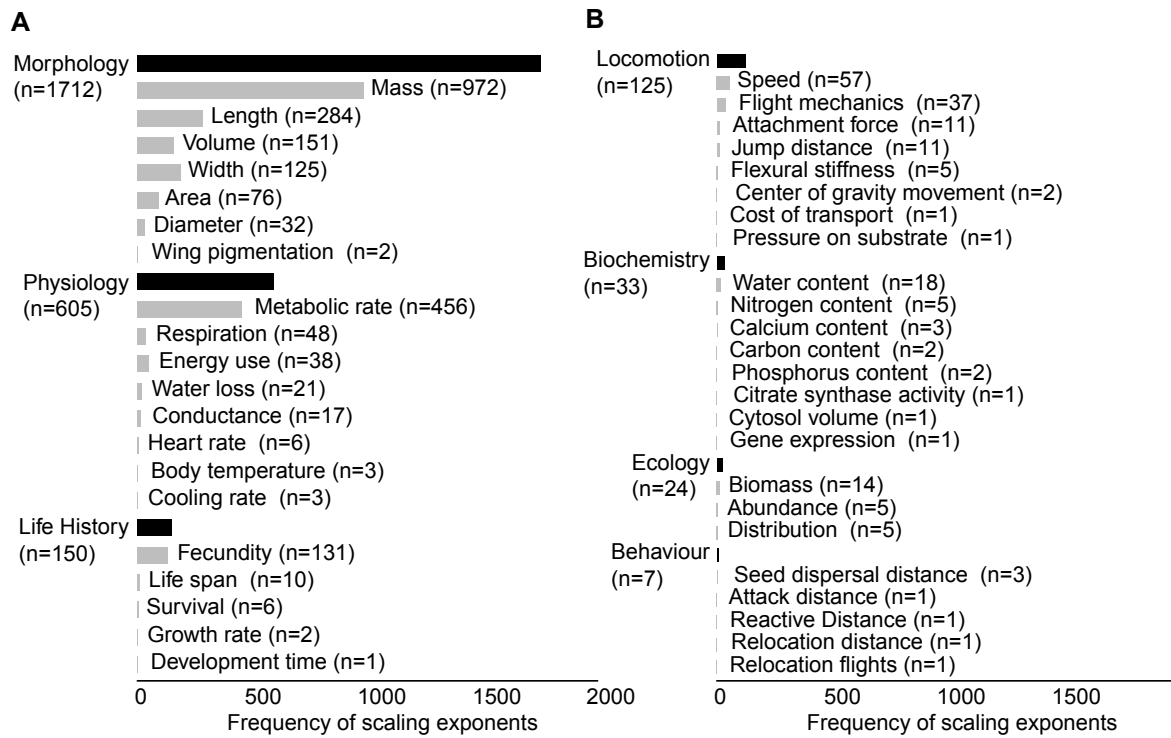 A
Morphology
(n=1712)
Mass (n=972)
Length (n=284)
Volume (n=151)
Width (n=125)
Area (n=76)
Diameter (n=32)
Wing pigmentation (n=2)
Physiology
(n=605)
Metabolic rate (n=456)
Respiration (n=48)
Energy use (n=38)
Water loss (n=21)
Conductance (n=17)
Heart rate (n=6)
Body temperature (n=3)
Cooling rate (n=3)
Life History
(n=150)
Fecundity (n=131)
Life span (n=10)
Survival (n=6)
Growth rate (n=2)
Development time (n=1)
0 500 1000 1500 2000
Frequency of scaling exponents
B
Locomotion
(n=125)
Speed (n=57)
Flight mechanics (n=37)
Attachment force (n=11)
Jump distance (n=11)
Flexural stiffness (n=5)
Center of gravity movement (n=2)
Cost of transport (n=1)
Pressure on substrate (n=1)
Biochemistry
(n=33)
Water content (n=18)
Nitrogen content (n=5)
Calcium content (n=3)
Carbon content (n=2)
Phosphorus content (n=2)
Citrate synthase activity (n=1)
Cytosol volume (n=1)
Gene expression (n=1)
Ecology
(n=24)
Biomass (n=14)
Abundance (n=5)
Distribution (n=5)
Behaviour
(n=7)
Seed dispersal distance (n=3)
Attack distance (n=1)
Reactive Distance (n=1)
Relocation distance (n=1)
Relocation flights (n=1)
0 500 1000 1500
Frequency of scaling exponents